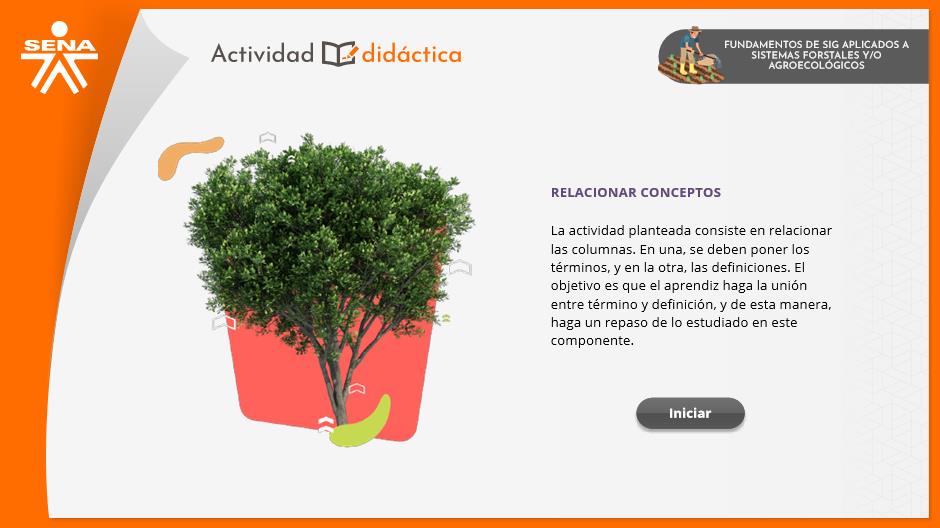 SENA
Actividad didáctica
FUNDAMENTOS DE SIG APLICADOS A
SISTEMAS FORSTALES Y/O
AGROECOLÓGICOS
RELACIONAR CONCEPTOS
La actividad planteada consiste en relacionar
las columnas. En una, se deben poner los
términos, y en la otra, las definiciones. El
objetivo es que el aprendiz haga la unión
entre término y definición, y de esta manera,
haga un repaso de lo estudiado en este
componente.
Iniciar